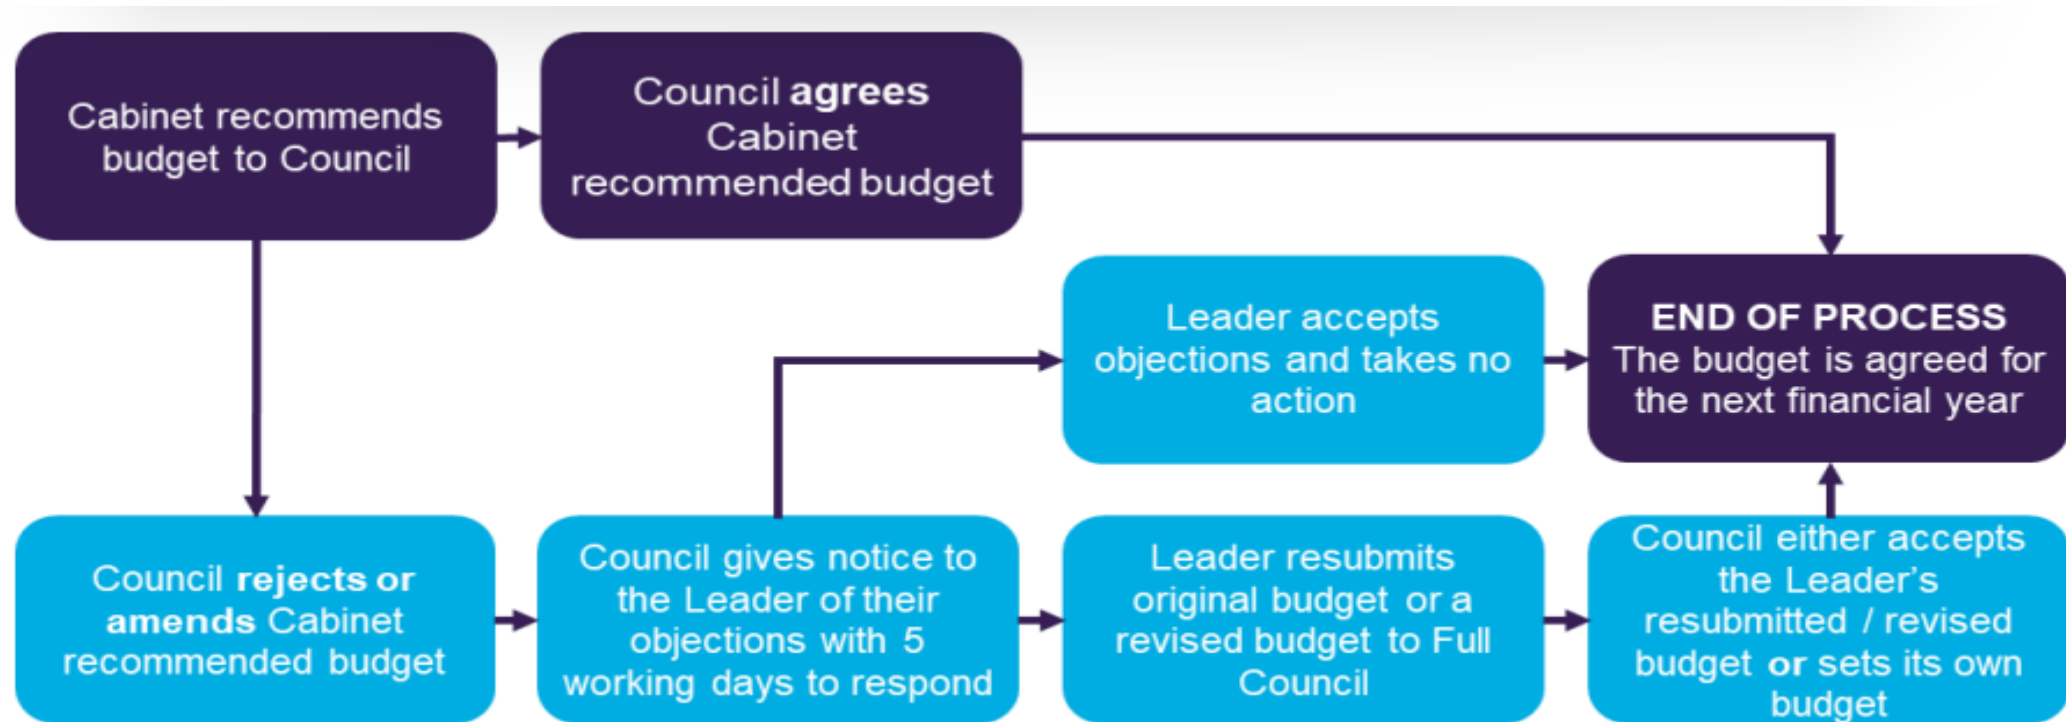 Cabinet recommends
budget to Council
Council agrees
Cabinet
recommended budget
Leader accepts
objections and takes no
action
END OF PROCESS
The budget is agreed for
the next financial year
Council rejects or
amends Cabinet
recommended budget
Council gives notice to
the Leader of their
objections with 5
working days to respond
Leader resubmits
original budget or a
revised budget to Full
Council
Council either accepts
the Leader's
resubmitted / revised
budget or sets its own
budget